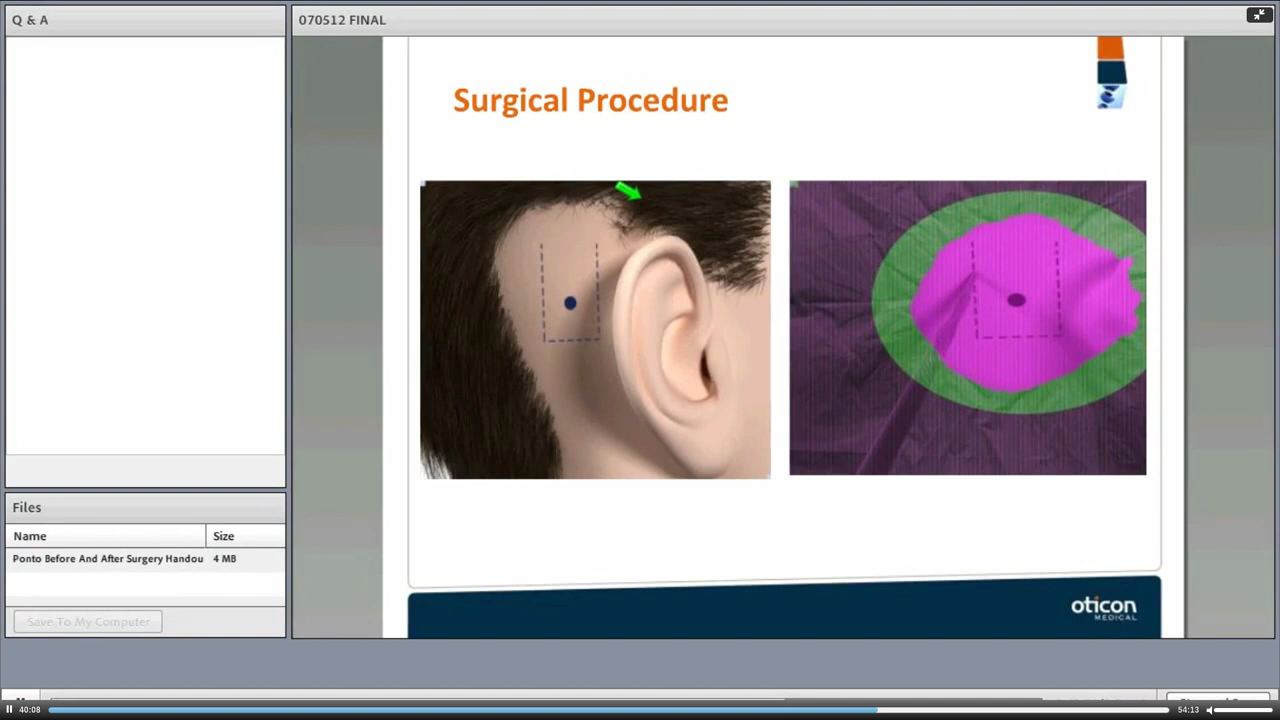 Q & A
070512 FINAL
Surgical Procedure
Files
Name Size
Ponto Before And After Surgery Handou 4 MB
Save To My Computer
oticon
MEDICAL
40:08
54:13